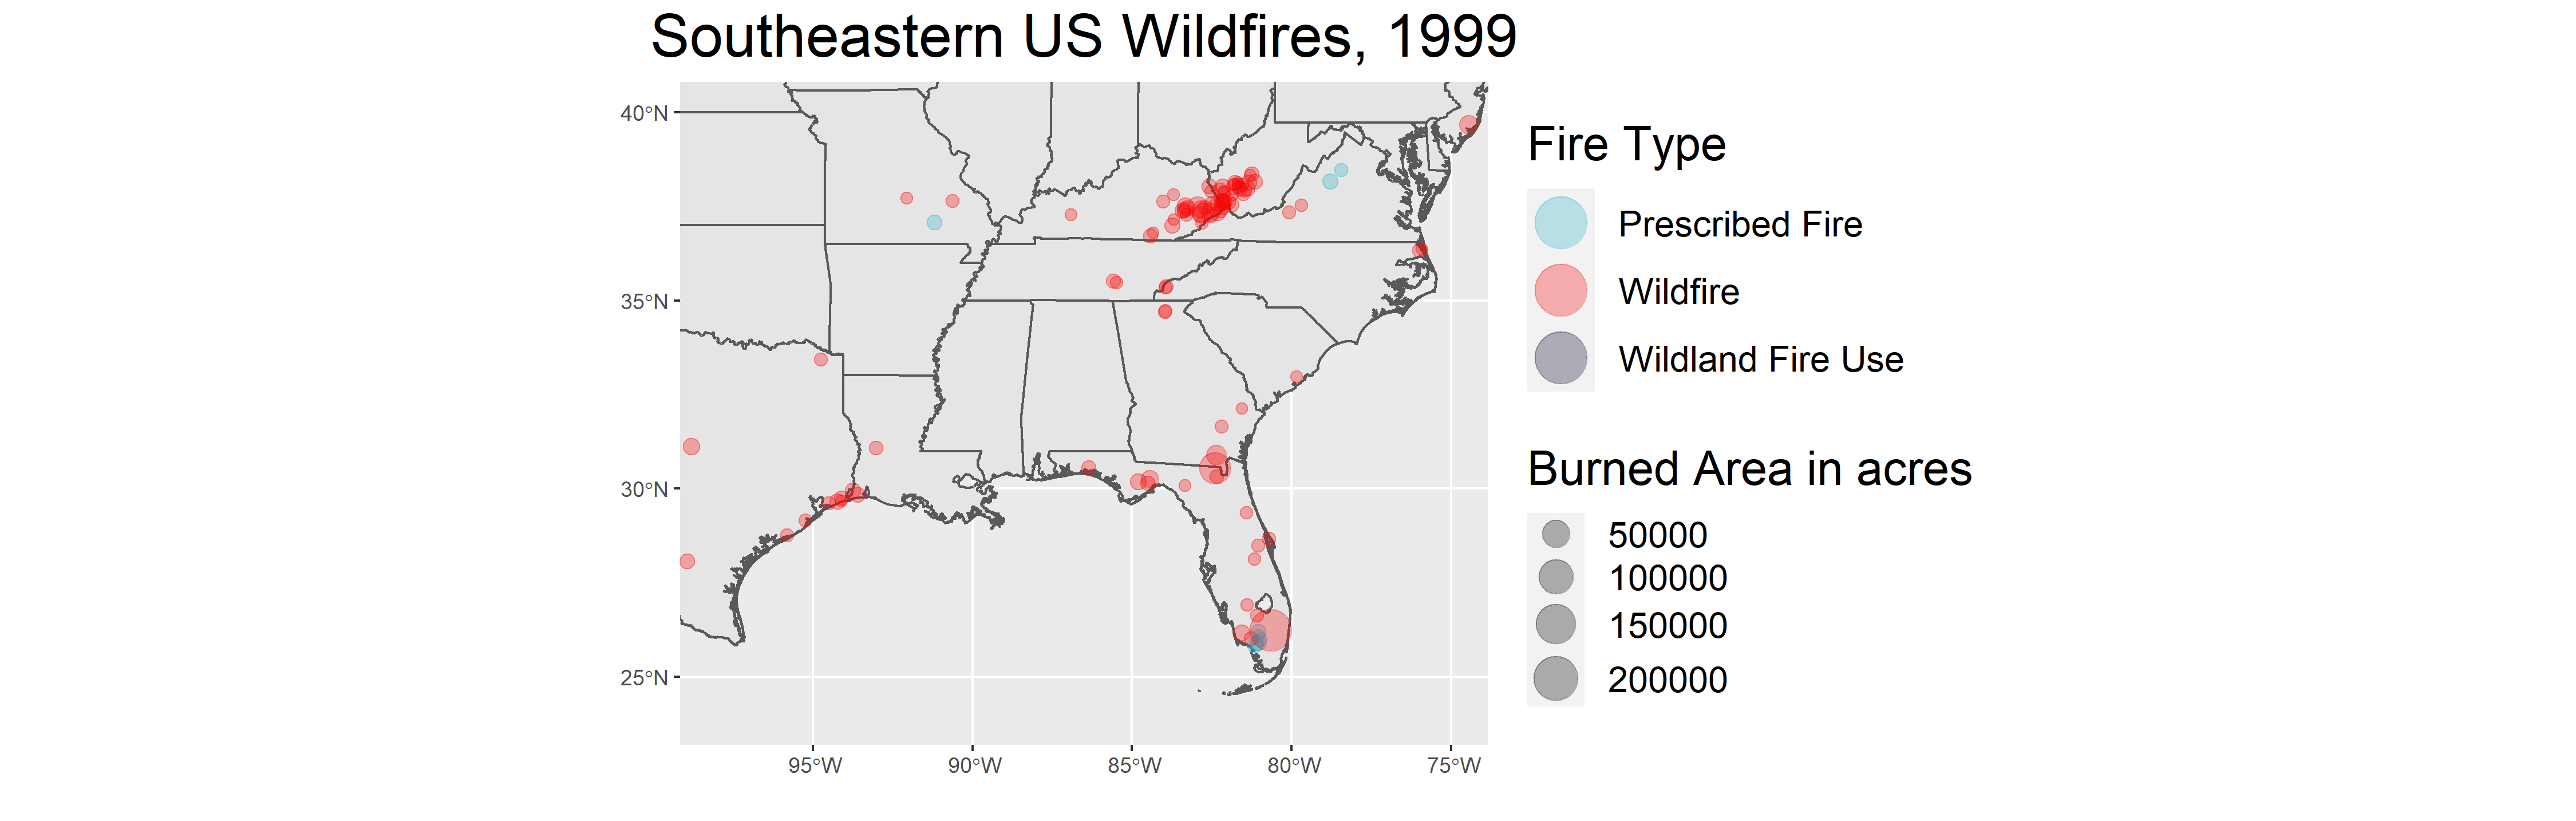 Southeastern US Wildfires, 1999
40°N
35°N
30°N
25°N
95°W
90°W
85°W
80°W
75°W
Fire Type
Prescribed Fire
Wildfire
Wildland Fire Use
Burned Area in acres
50000
100000
150000
200000